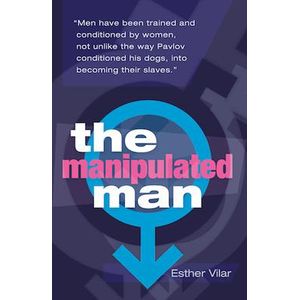 "Men have been trained and
conditioned by women,
not unlike the way Pavlov
conditioned his dogs, into
becoming their slaves."
the
manipulated
man
Esther Vilar